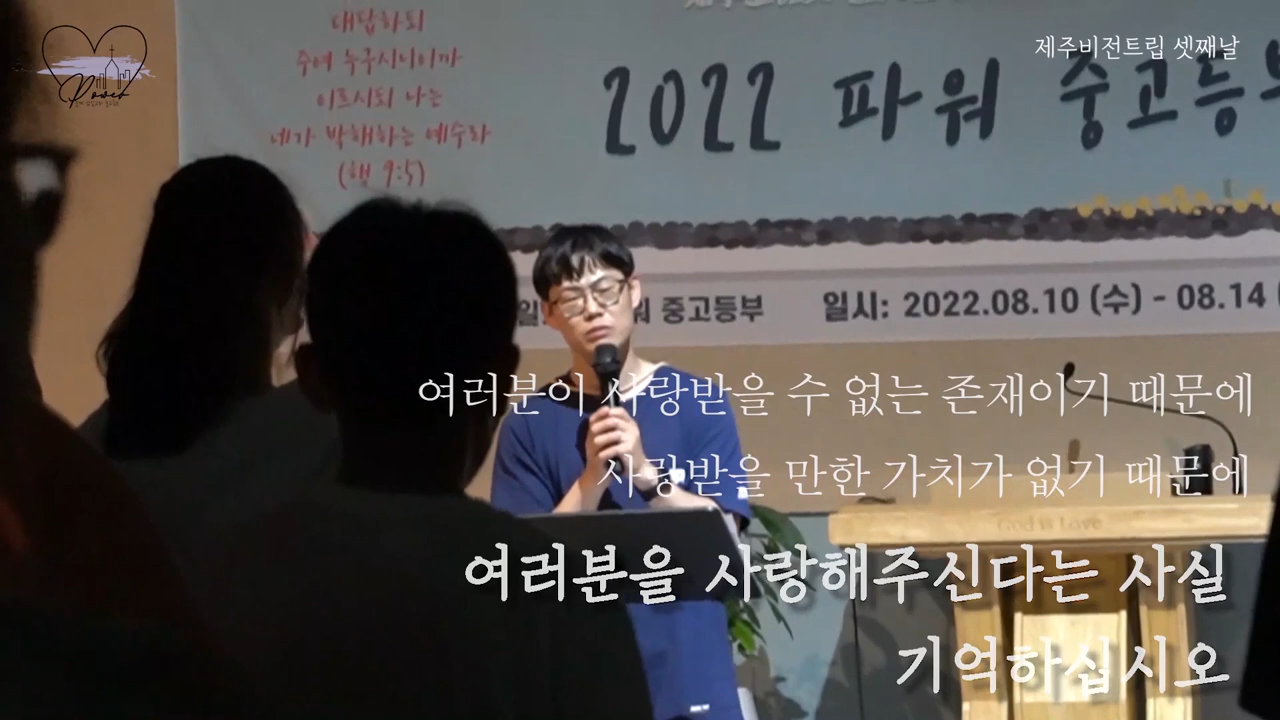 제주비전트립 셋째날
대답하되
주여 누구시니이까
이르시되 나는
네가 박해하는 예수라
(행 9:5)
2022 파워 중고등부
Power
중고등부
일시: 2022.08.10 (수) - 08.14
여러분이 사랑받을 수 없는 존재이기 때문에
사랑받을 만한 가치가 없기 때문에
God is Love
여러분을 사랑해주신다는 사실
기억하십시오